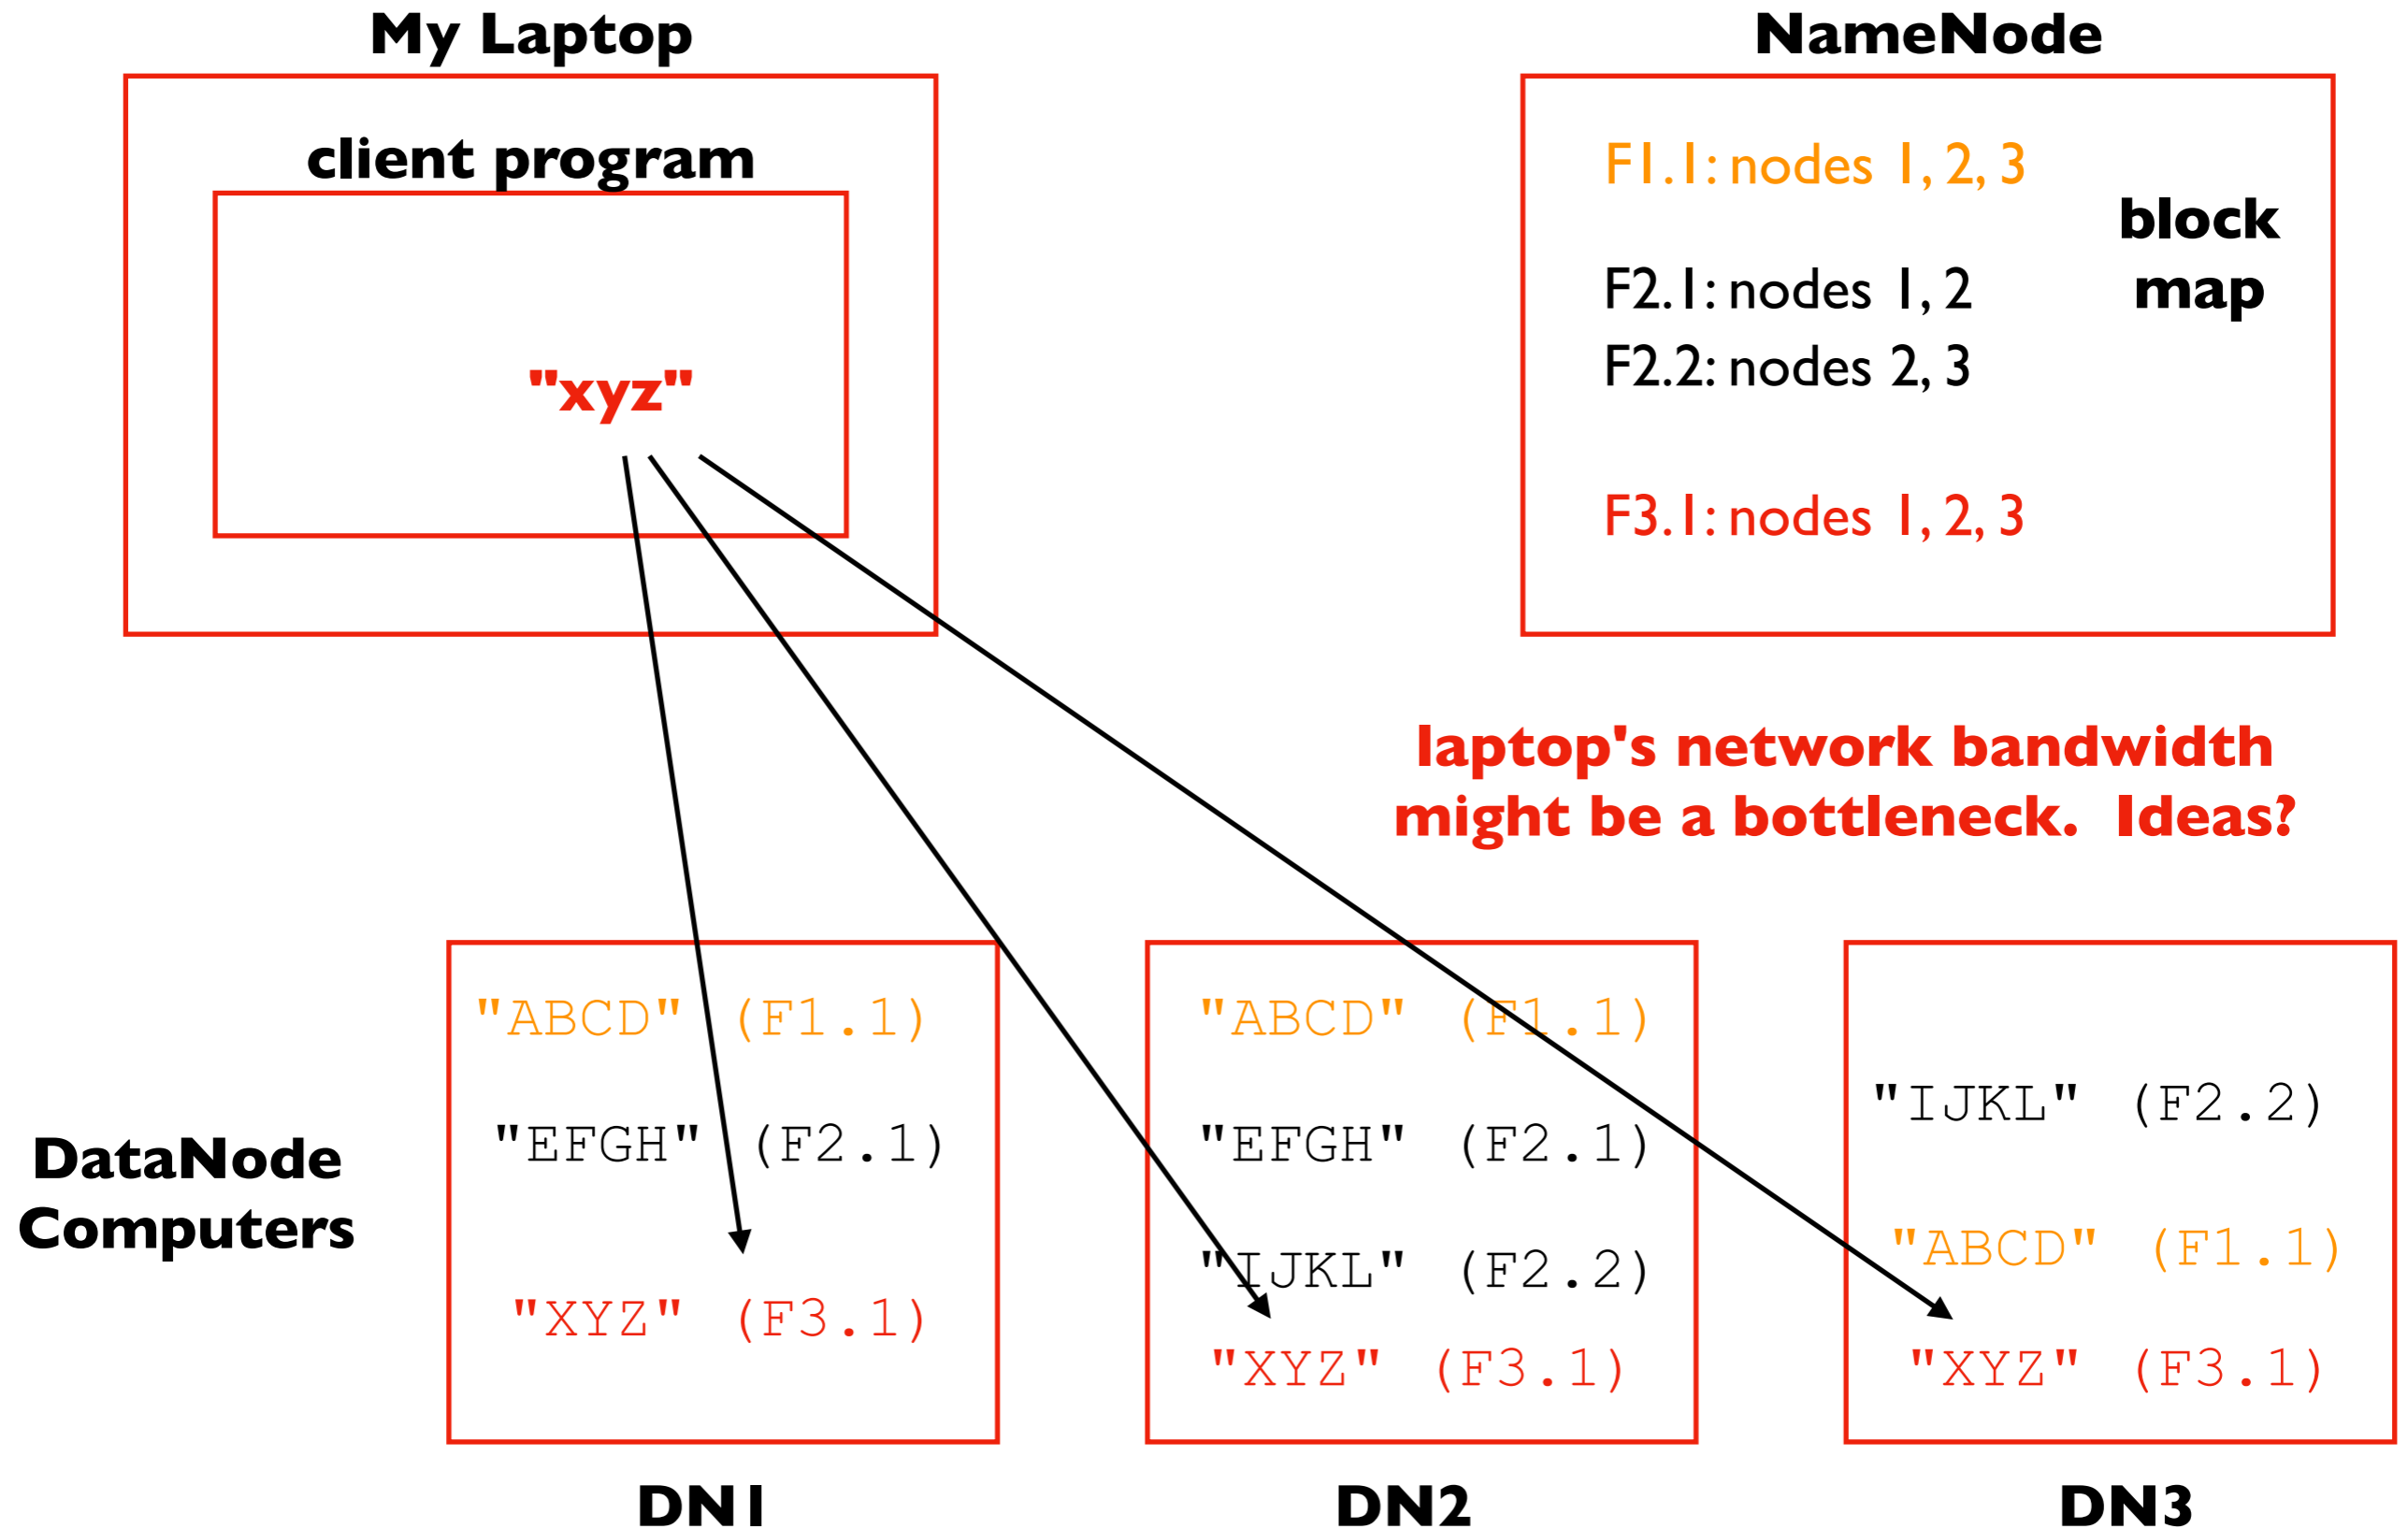 My Laptop
client program
"xyz"
NameNode
F1.1: nodes 1, 2, 3
F2.1: nodes 1, 2
F2.2: nodes 2, 3
F3.1: nodes 1, 2, 3
block
map
laptop's network bandwidth
might be a bottleneck.  Ideas?
DataNode
Computers
"ABCD" (F1.1)
"EFGH" (F2.1)
"XYZ" (F3.1)
DN1
"ABCD" (F1.1)
"EFGH" (F2.1)
"IJKL" (F2.2)
"XYZ" (F3.1)
DN2
"IJKL" (F2.2)
"ABCD" (F1.1)
"XYZ" (F3.1)
DN3